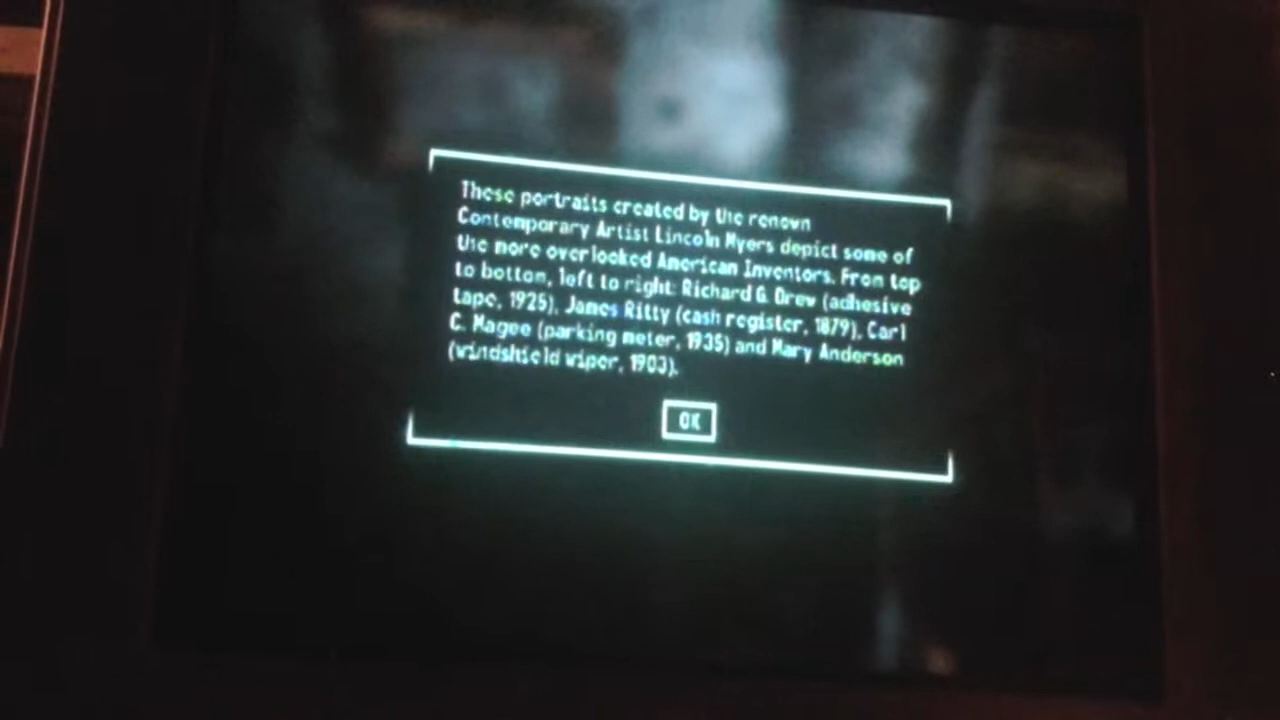 These portraits created by the renown
Contemporary Artist Lincoln Myers depict some of
the more overlooked American Inventors. From top
to bottom, left to right: Richard G. Drew (adhesive
tape, 1925), James Ritty (cash register, 1879), Carl
C. Magee (parking meter, 1935) and Mary Anderson
(windshield wiper, 1903).
OK